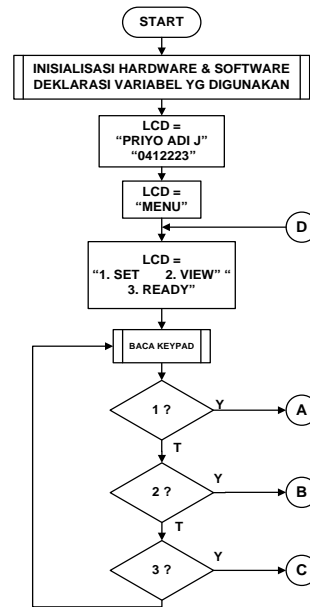 START
INISIALISASI HARDWARE & SOFTWARE
DEKLARASI VARIABEL YG DIGUNAKAN
LCD =
“PRIYO ADI J”
“0412223”
LCD =
“MENU”
D
LCD =
“1. SET 2. VIEW” “
3. READY”
BACA KEYPAD
1 ?
Y
A
T
2 ?
Y
B
T
3 ?
Y
C